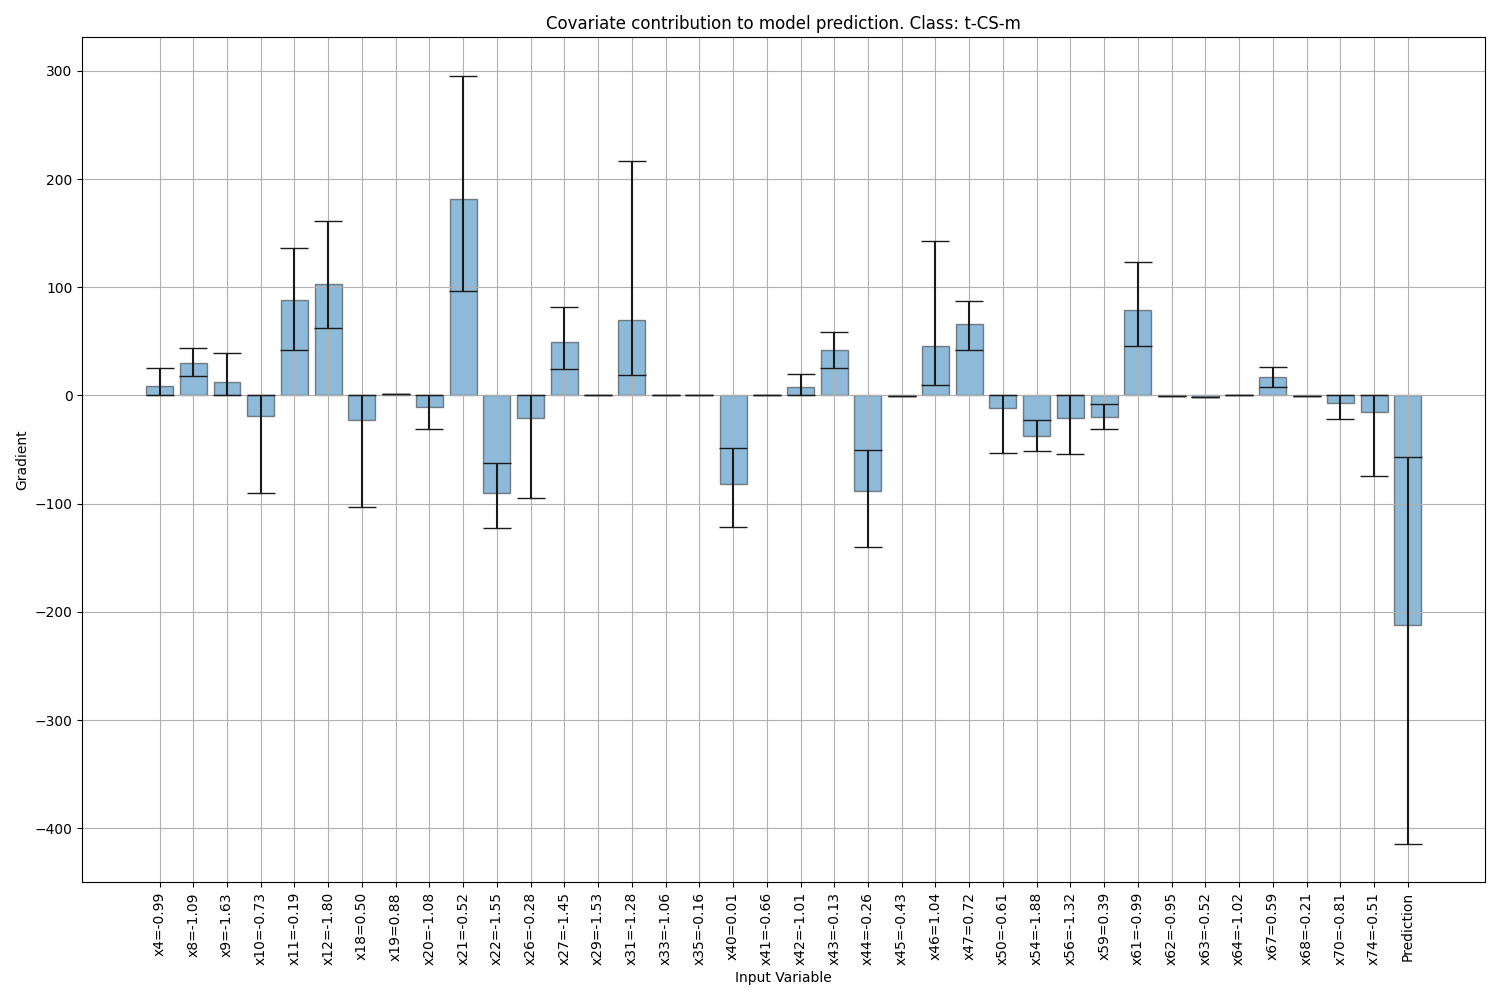 Covariate contribution to model prediction. Class: t-CS-m
Gradient
300
200
100
0
−100
−200
−300
−400
x4=-0.99
x8=-1.09
x9=-1.63
x10=-0.73
x11=-0.19
x12=-1.80
x18=0.50
x19=0.88
x20=-1.08
x21=-0.52
x22=-1.55
x26=-0.28
x27=-1.45
x29=-1.53
x31=-1.28
x33=-1.06
x35=-0.16
x40=0.01
x41=-0.66
x42=-1.01
x43=-0.13
x44=-0.26
x45=-0.43
x46=1.04
x47=0.72
x50=-0.61
x54=-1.88
x56=-1.32
x59=0.39
x61=-0.99
x62=-0.95
x63=-0.52
x64=-1.02
x67=0.59
x68=-0.21
x70=-0.81
x74=-0.51
Prediction
Input Variable